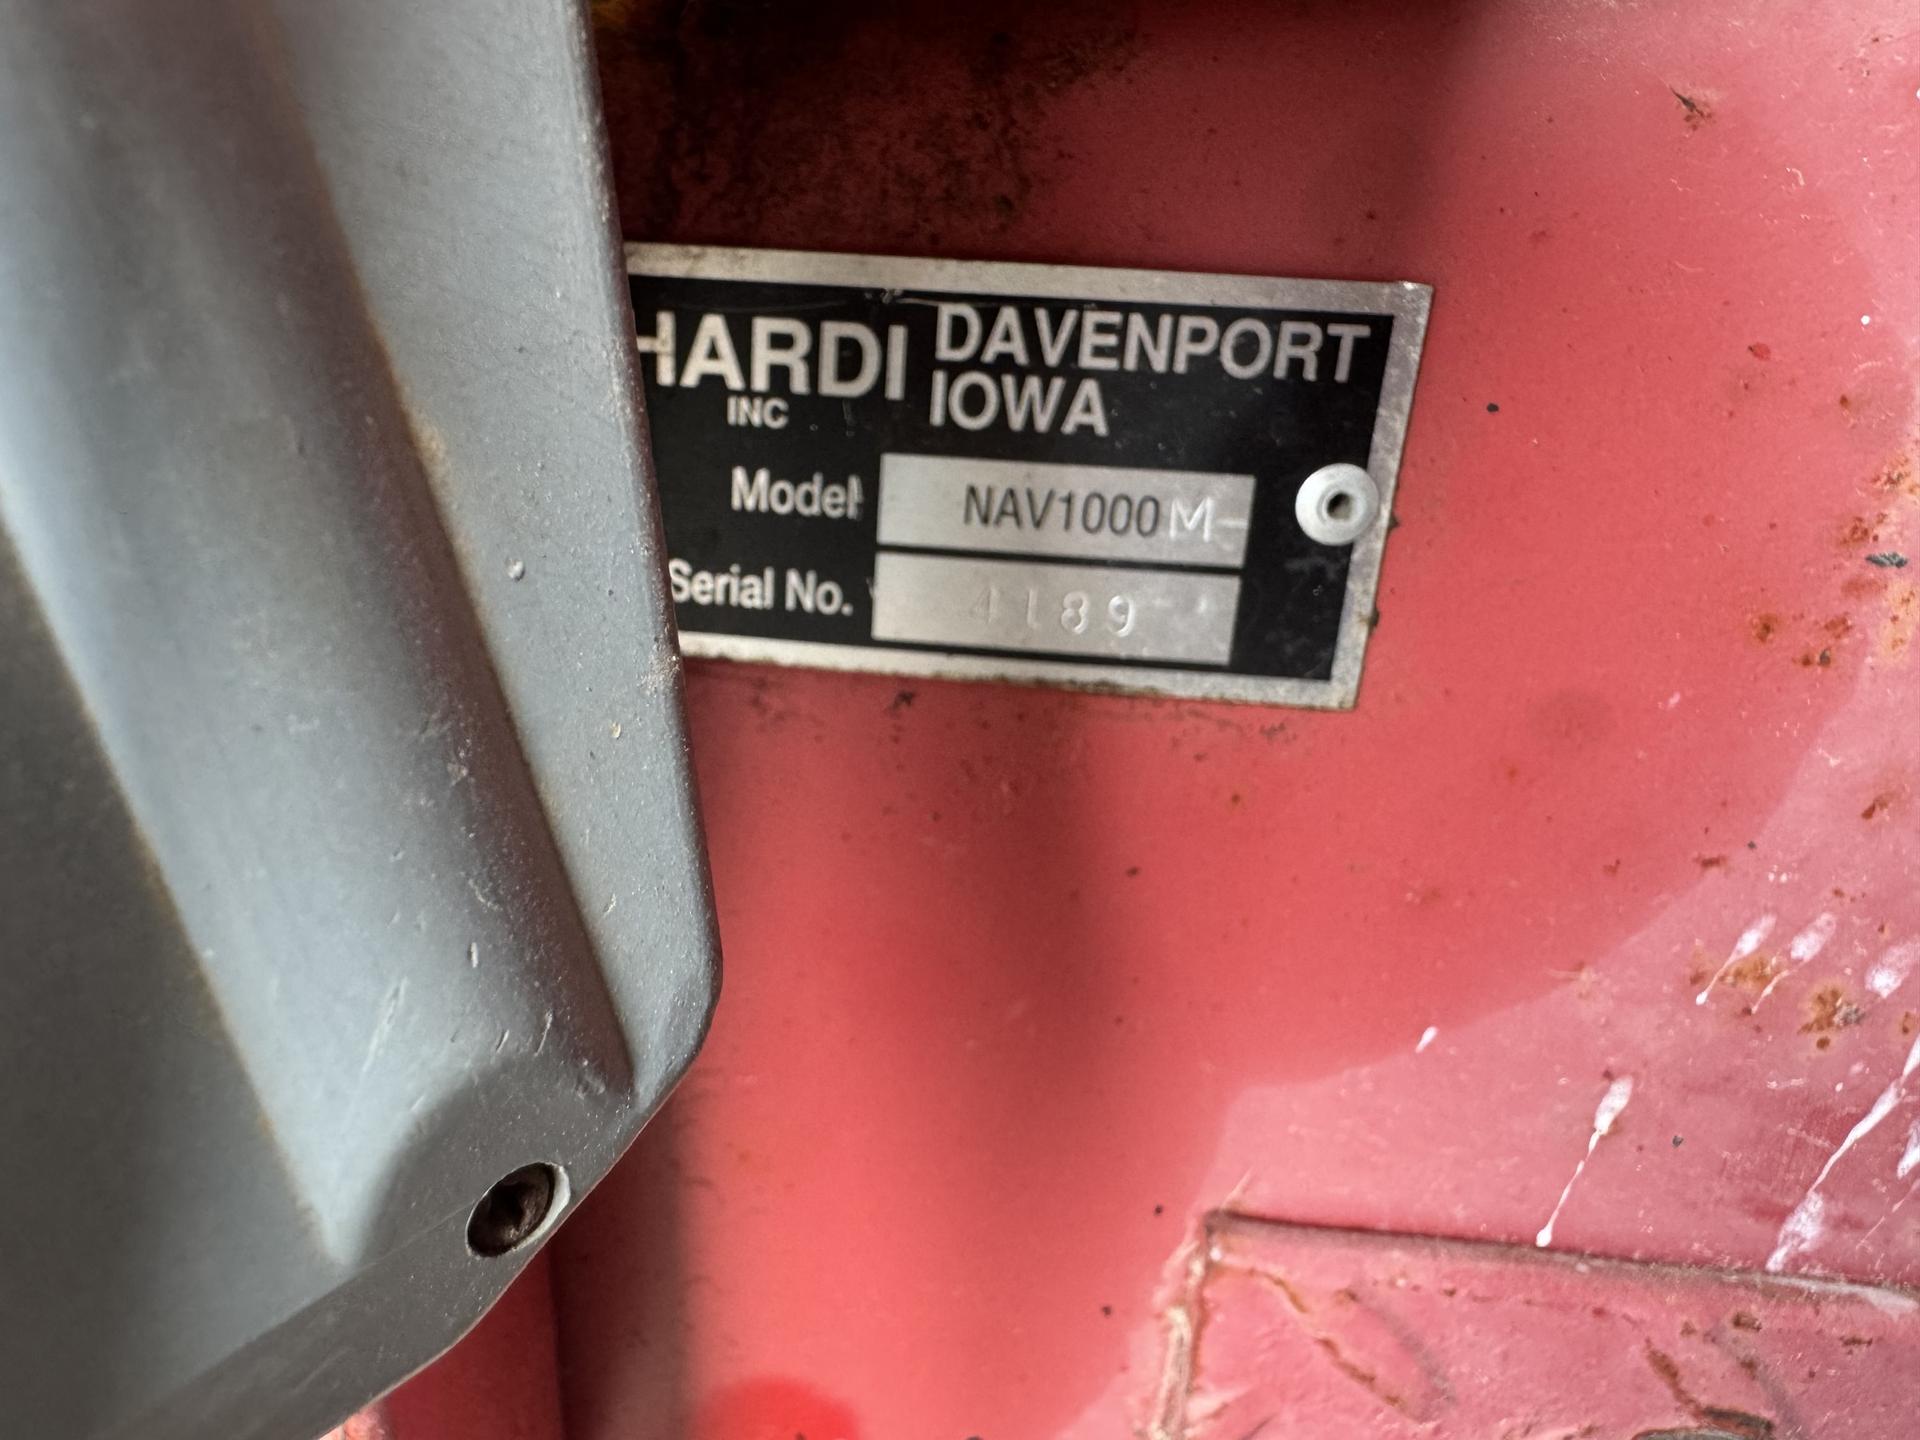 HARDI DAVENPORT
INC IOWA
Model NAV1000M-
Serial No. 4189